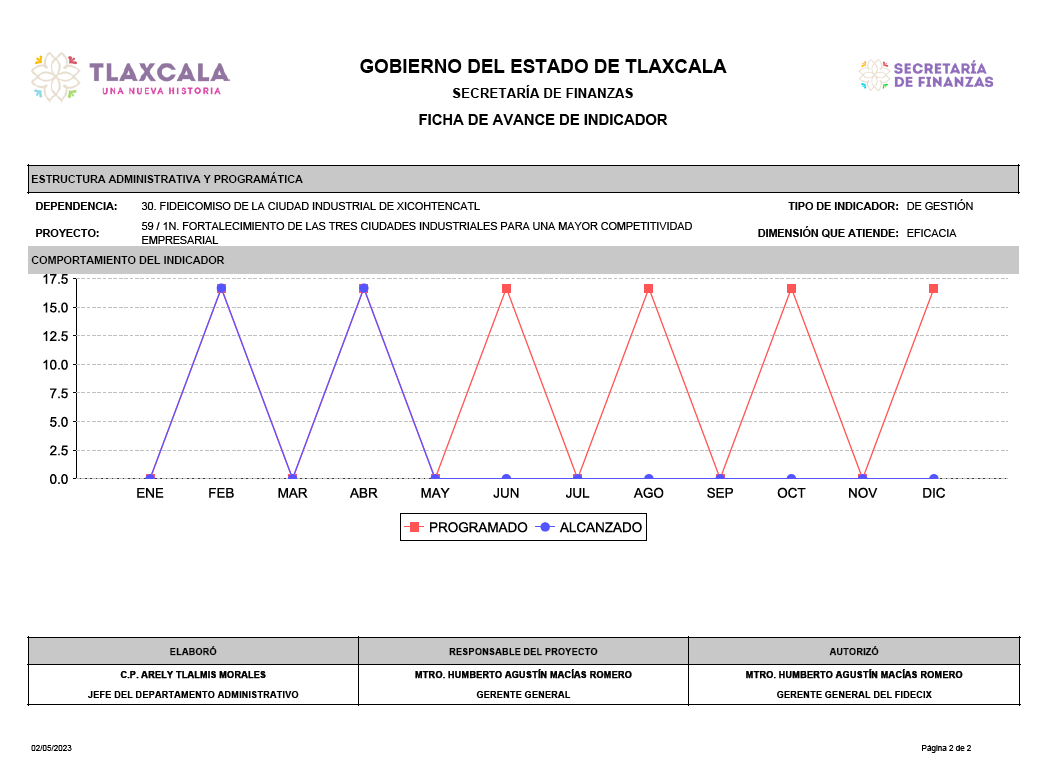 TLAXCALA
UNA NUEVA HISTORIA
GOBIERNO DEL ESTADO DE TLAXCALA
SECRETARÍA DE FINANZAS
FICHA DE AVANCE DE INDICADOR
SECRETARÍA
DE FINANZAS
ESTRUCTURA ADMINISTRATIVA Y PROGRAMÁTICA
DEPENDENCIA: 30. FIDEICOMISO DE LA CIUDAD INDUSTRIAL DE XICOHTENCATL TIPO DE INDICADOR: DE GESTIÓN
PROYECTO: 59 / 1N. FORTALECIMIENTO DE LAS TRES CIUDADES INDUSTRIALES PARA UNA MAYOR COMPETITIVIDAD
EMPRESARIAL DIMENSIÓN QUE ATIENDE: EFICACIA
COMPORTAMIENTO DEL INDICADOR
17.5
15.0
12.5
10.0
7.5
5.0
2.5
0.0
ENE FEB MAR ABR MAY JUN JUL AGO SEP OCT NOV DIC
PROGRAMADO ALCANZADO
ELABORÓ RESPONSABLE DEL PROYECTO AUTORIZÓ
C.P. ARELY TLALMIS MORALES MTRO. HUMBERTO AGUSTÍN MACÍAS ROMERO MTRO. HUMBERTO AGUSTÍN MACÍAS ROMERO
JEFE DEL DEPARTAMENTO ADMINISTRATIVO GERENTE GENERAL GERENTE GENERAL DEL FIDECIX
02/05/2023 Página 2 de 2